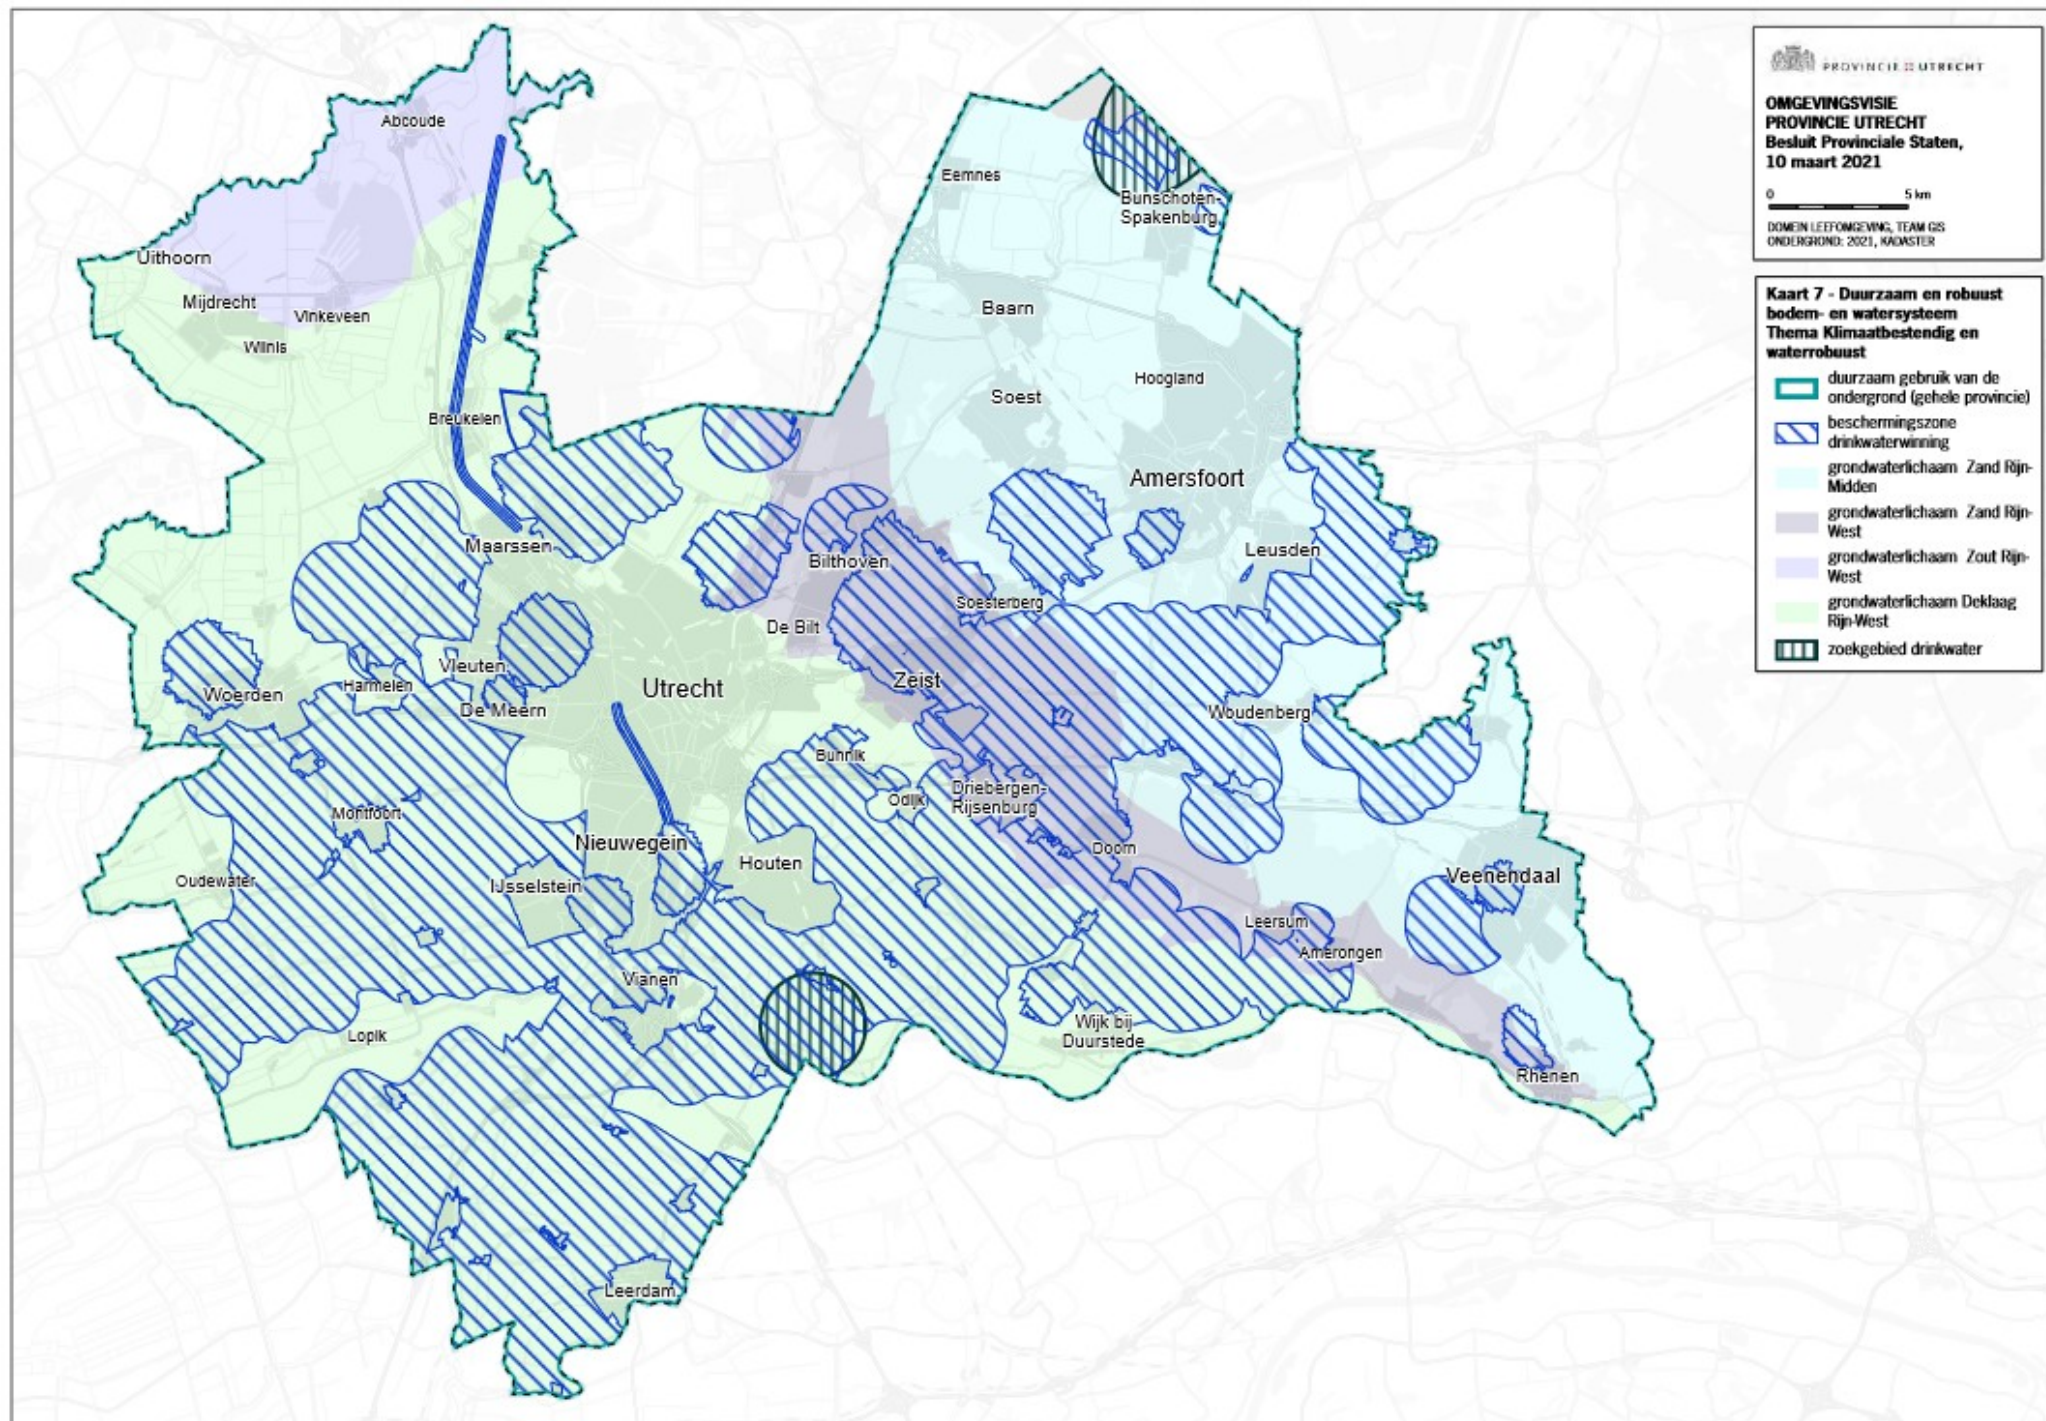 PROVINCIE UTRECHT
OMGEVINGSVISIE
PROVINCIE UTRECHT
Besluit Provinciale Staten,
10 maart 2021
0 5 km
DOMEIN LEEFOMGEVING, TEAM GIS
ONDERGROND: 2021, KADASTER
Kaart 7 - Duurzaam en robuust
bodem- en watersysteem
Thema Klimaatbestendig en
waterrobuust
duurzaam gebruik van de
ondergrond (gehele provincie)
beschermingszone
drinkwaterwinning
grondwaterlichaam Zand Rijn-
Midden
grondwaterlichaam Zand Rijn-
West
grondwaterlichaam Zout Rijn-
West
grondwaterlichaam Deklaag
Rijn-West
zoekgebied drinkwater
Abcoude
Eemnes
Bunschoten-
Spakenburg
Uithoorn
Mijdrecht
Vinkeveen
Wilnis
Baarn
Hoogland
Soest
Breukelen
Amersfoort
Maarssen
Leusden
Bilthoven
Soesterberg
De Bilt
Vleuten
Harmelen
Woerden
Zeist
Utrecht
De Meern
Woudenberg
Bunnik
Driebergen-
Rijsenburg
Odijk
Montfoort
Nieuwegein
Doorn
Houten
Veenendaal
Oudewater
IJsselstein
Leersum
Amerongen
Vianen
Wijk bij
Duurstede
Lopik
Rhenen
Leerdam